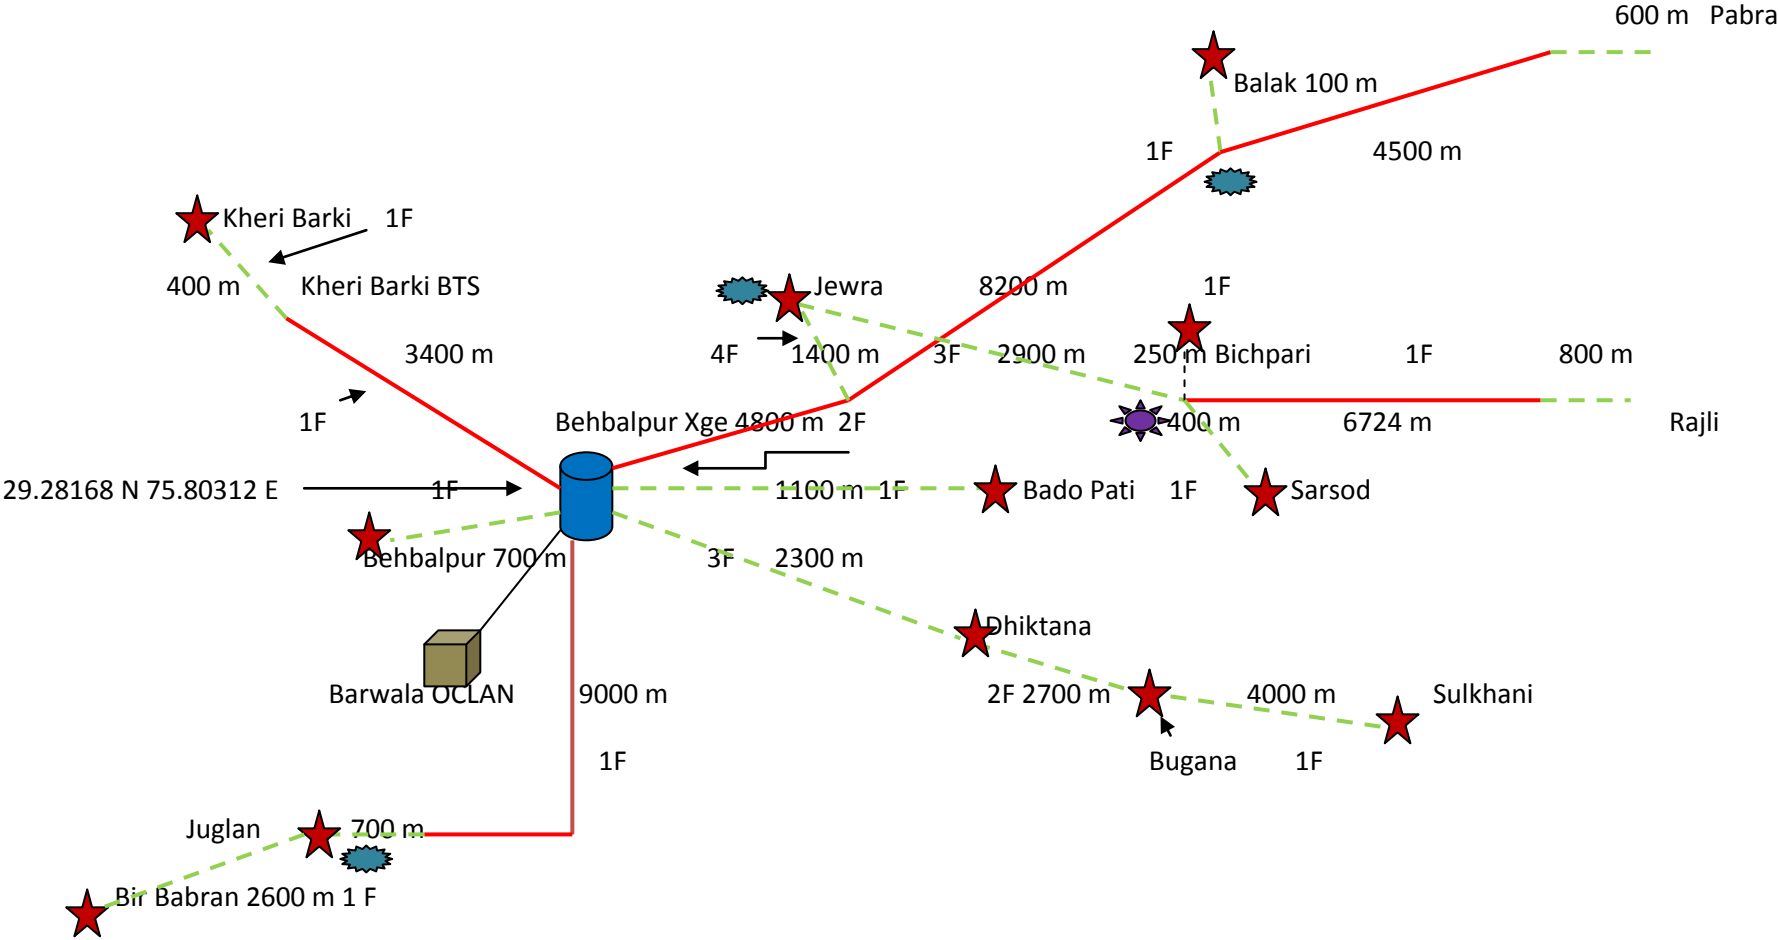 600 m Pabra
Balak 100 m
1F 4500 m
Kheri Barki 1F
400 m Kheri Barki BTS Jewra 8200 m 1F
3400 m 4F 1400 m 3F 2900 m 250 m Bichpari 1F 800 m
1F Behbalpur Xge 4800 m 2F 400 m 6724 m Rajli
29.28168 N 75.80312 E 1F 1100 m 1F Bado Pati 1F Sarsod
Behbalpur 700 m 3F 2300 m
Dhiktana
Barwala OCLAN 9000 m 2F 2700 m 4000 m Sulkhani
1F Bugana 1F
Juglan 700 m
Bir Babran 2600 m 1 F